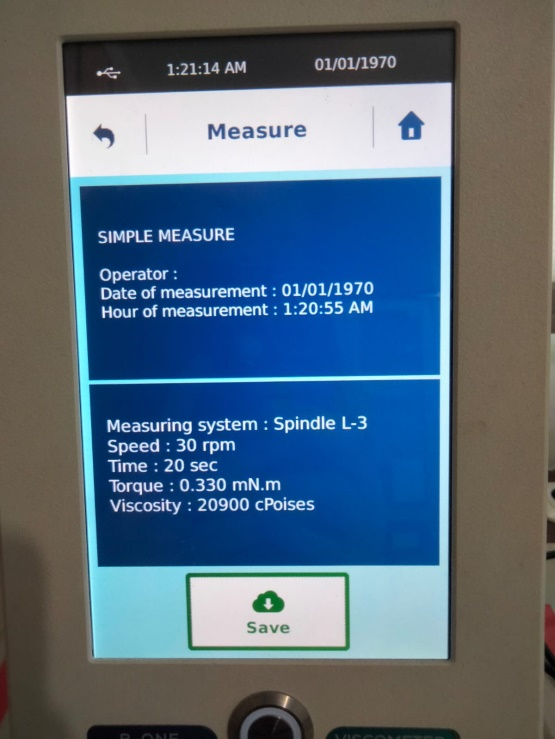 1:21:14 AM 01/01/1970
Measure
SIMPLE MEASURE
Operator :
Date of measurement : 01/01/1970
Hour of measurement : 1:20:55 AM
Measuring system : Spindle L-3
Speed : 30 rpm
Time : 20 sec
Torque : 0.330 mN.m
Viscosity : 20900 cPoises
Save
VISCOMETER